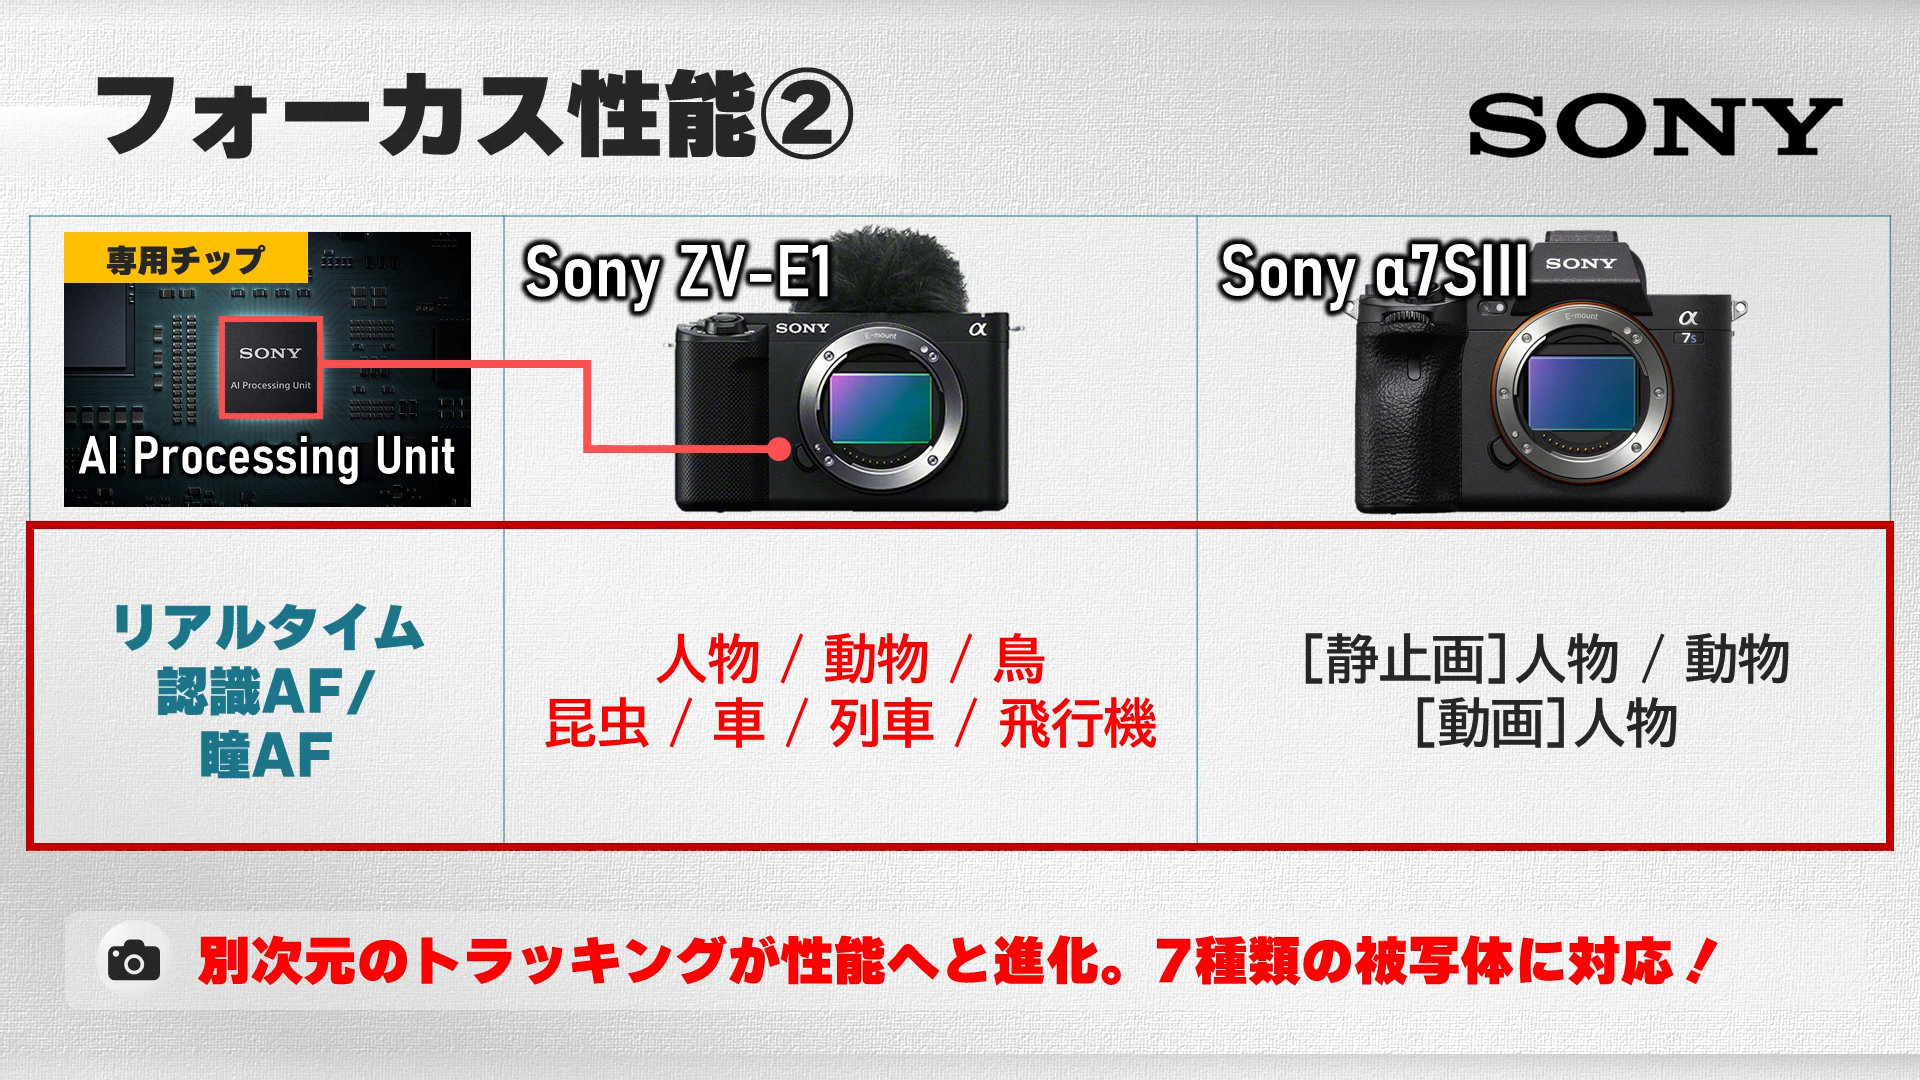 フォーカス性能②
SONY
専用チップ
SONY
AI Processing Unit
AI Processing Unit
Sony ZV-E1
SONY
α
E-mount
Sony α7SIII
SONY
E-mount
α
7s
リアルタイム
認識AF/
瞳AF
人物 / 動物 / 鳥
昆虫 / 車 / 列車 / 飛行機
[静止画]人物 / 動物
[動画]人物
別次元のトラッキングが性能へと進化。7種類の被写体に対応！